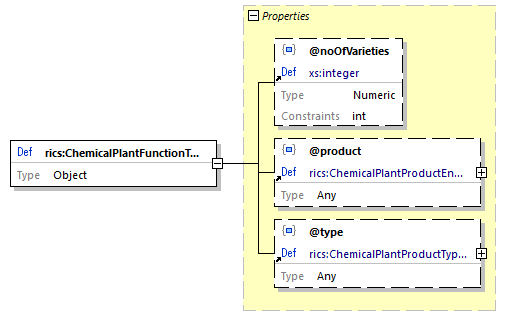 Properties
@noOfVarieties
Def xs:integer
Type Numeric
Constraints int
Def rics:ChemicalPlantFunctionT...
Type Object
@product
Def rics:ChemicalPlantProductEn...
Type Any
@type
Def rics:ChemicalPlantProductTyp...
Type Any